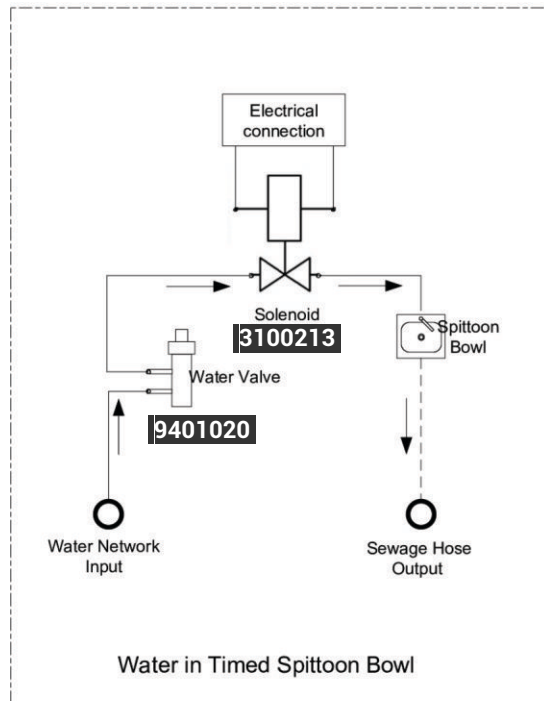 Electrical
connection
Solenoid
3100213
Spittoon
Bowl
Water Valve
9401020
Water Network
Input
Sewage Hose
Output
Water in Timed Spittoon Bowl